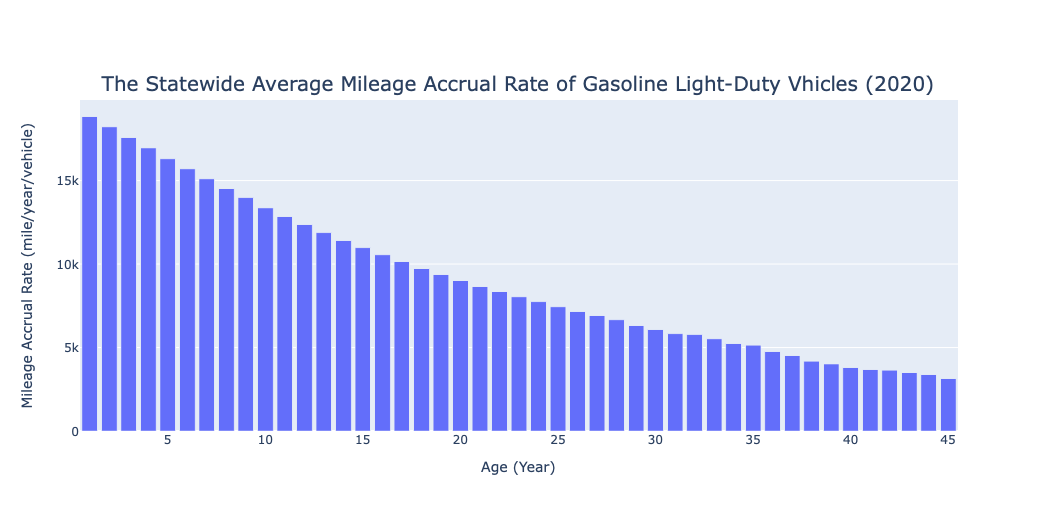 The Statewide Average Mileage Accrual Rate of Gasoline Light-Duty Vhicles (2020)
Mileage Accrual Rate (mile/year/vehicle)
15k
10k
5k
0
5 10 15 20 25 30 35 40 45
Age (Year)